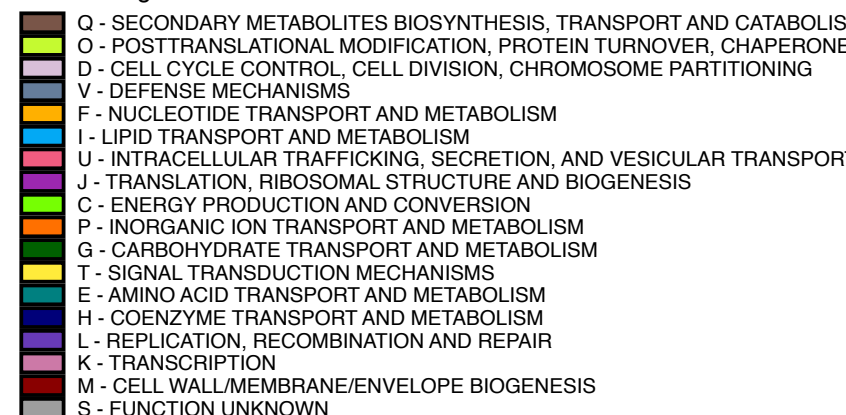 Q - SECONDARY METABOLITES BIOSYNTHESIS, TRANSPORT AND CATABOLIS
O - POSTTRANSLATIONAL MODIFICATION, PROTEIN TURNOVER, CHAPERONE
D - CELL CYCLE CONTROL, CELL DIVISION, CHROMOSOME PARTITIONING
V - DEFENSE MECHANISMS
F - NUCLEOTIDE TRANSPORT AND METABOLISM
I - LIPID TRANSPORT AND METABOLISM
U - INTRACELLULAR TRAFFICKING, SECRETION, AND VESICULAR TRANSPORT
J - TRANSLATION, RIBOSOMAL STRUCTURE AND BIOGENESIS
C - ENERGY PRODUCTION AND CONVERSION
P - INORGANIC ION TRANSPORT AND METABOLISM
G - CARBOHYDRATE TRANSPORT AND METABOLISM
T - SIGNAL TRANSDUCTION MECHANISMS
E - AMINO ACID TRANSPORT AND METABOLISM
H - COENZYME TRANSPORT AND METABOLISM
L - REPLICATION, RECOMBINATION AND REPAIR
K - TRANSCRIPTION
M - CELL WALL/MEMBRANE/ENVELOPE BIOGENESIS
S - FUNCTION UNKNOWN